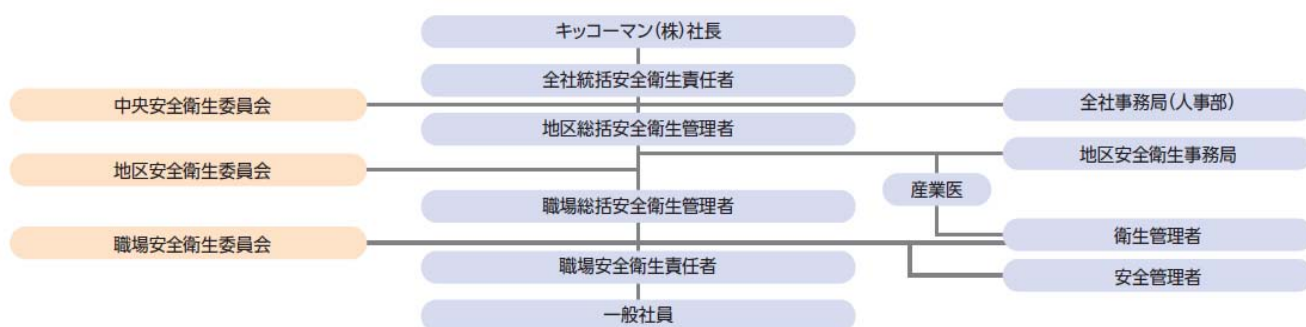 キッコーマン(株)社長
全社統括安全衛生責任者
中央安全衛生委員会
全社事務局(人事部)
地区総括安全衛生管理者
地区安全衛生事務局
地区安全衛生委員会
産業医
職場総括安全衛生管理者
職場安全衛生委員会
衛生管理者
職場安全衛生責任者
安全管理者
一般社員